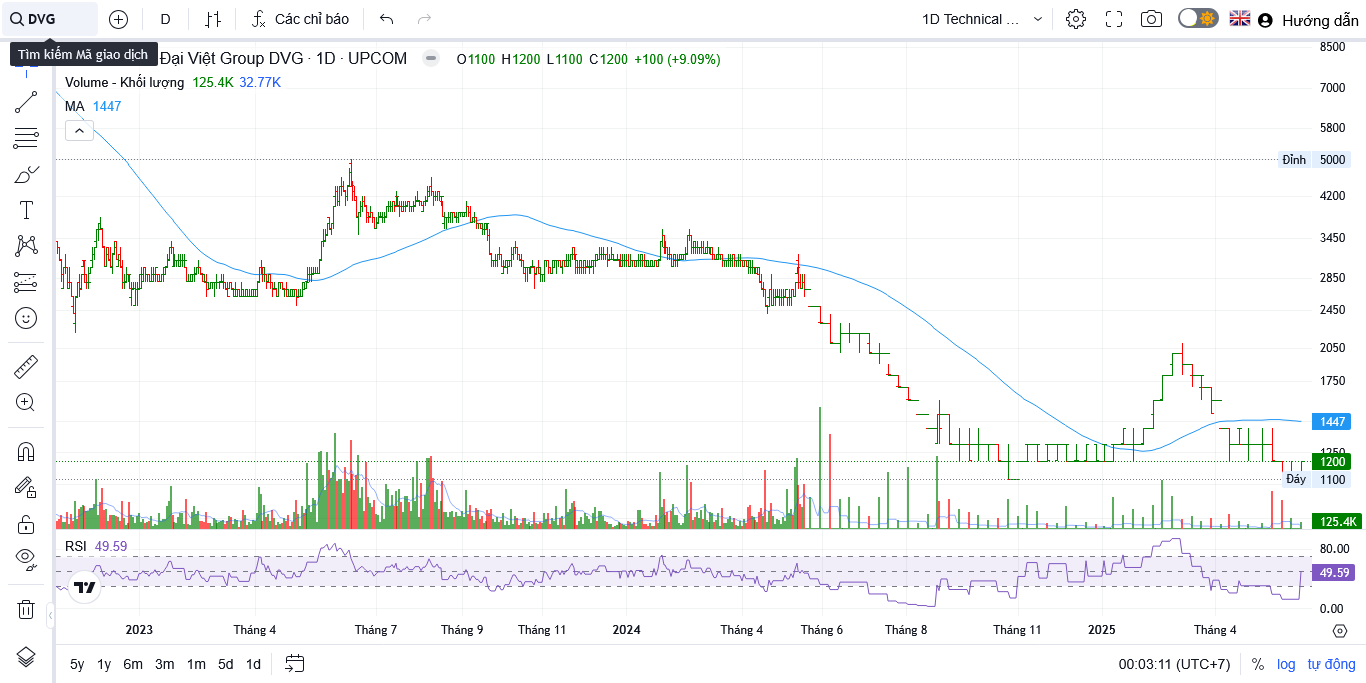 DVG D Các chỉ báo 1D Technical ... Hướng dẫn
Tìm kiếm Mã giao dịch
Đại Việt Group DVG · 1D · UPCOM O1100 H1200 L1100 C1200 +100 (+9.09%)
Volume - Khối lượng 125.4K 32.77K
MA 1447
8500
7000
5800
Đỉnh 5000
4200
3450
2850
2450
2050
1750
1447
1250
1200
Đáy 1100
125.4K
RSI 49.59
80.00
49.59
0.00
2023 Tháng 4 Tháng 7 Tháng 9 Tháng 11 2024 Tháng 4 Tháng 6 Tháng 8 Tháng 11 2025 Tháng 4
5y 1y 6m 3m 1m 5d 1d 00:03:11 (UTC+7) % log tự động